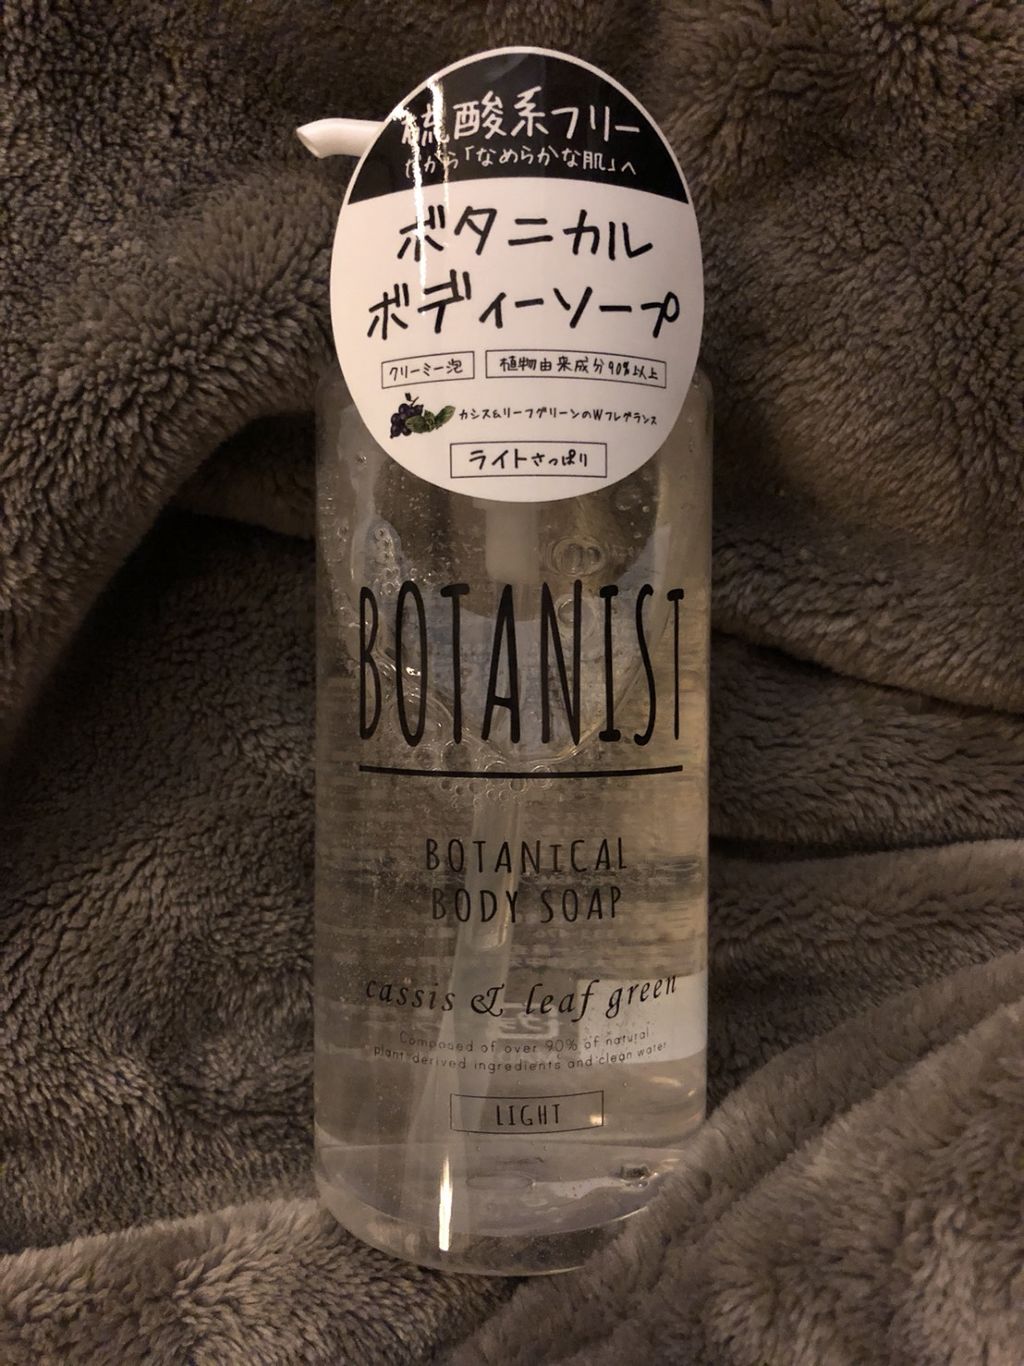 硫酸系フリー
だから「なめらかな肌」へ
ボタニカル
ボディーソープ
クリーミー泡 植物由来成分90%以上
カシス&リーフグリーンのWフレグランス
ライトさっぱり
BOTANIST
BOTANICAL
BODY SOAP
cassis & leaf green
Composed of over 90% of natural
plant-derived ingredients and clean water
LIGHT